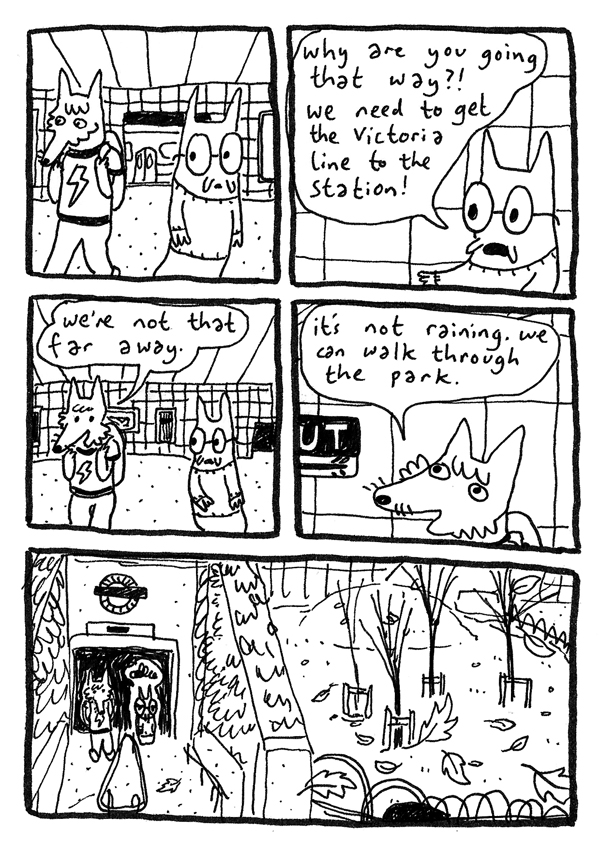 why are you going
that way?!
we need to get
the Victoria
line to the
station!
we're not that
far away.
it's not raining. we
can walk through
the park.
UT